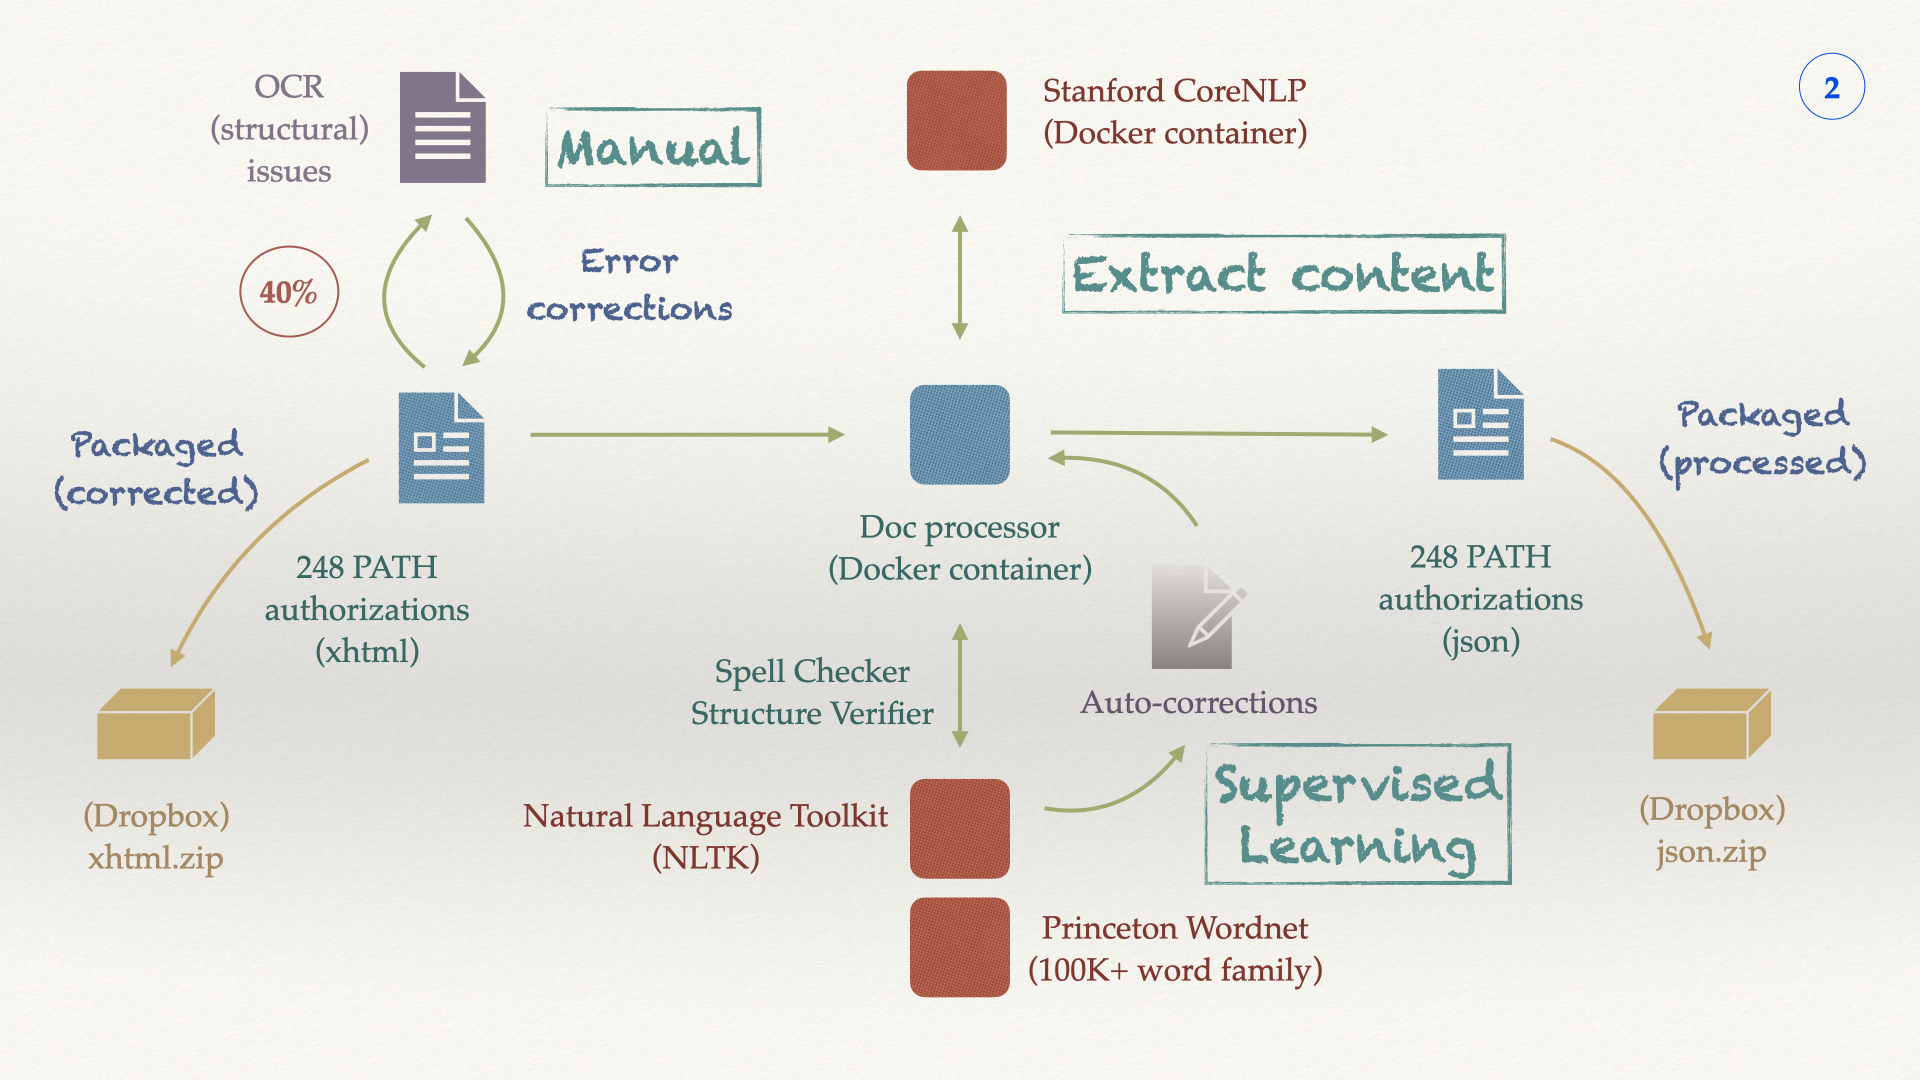 OCR
(structural)
issues
Manual
Stanford CoreNLP
(Docker container)
2
40%
Error
corrections
Extract content
Packaged
(corrected)
248 PATH
authorizations
(xhtml)
Doc processor
(Docker container)
Packaged
(processed)
248 PATH
authorizations
(json)
Spell Checker
Structure Verifier
Auto-corrections
Supervised
Learning
(Dropbox)
xhtml.zip
Natural Language Toolkit
(NLTK)
(Dropbox)
json.zip
Princeton Wordnet
(100K+ word family)